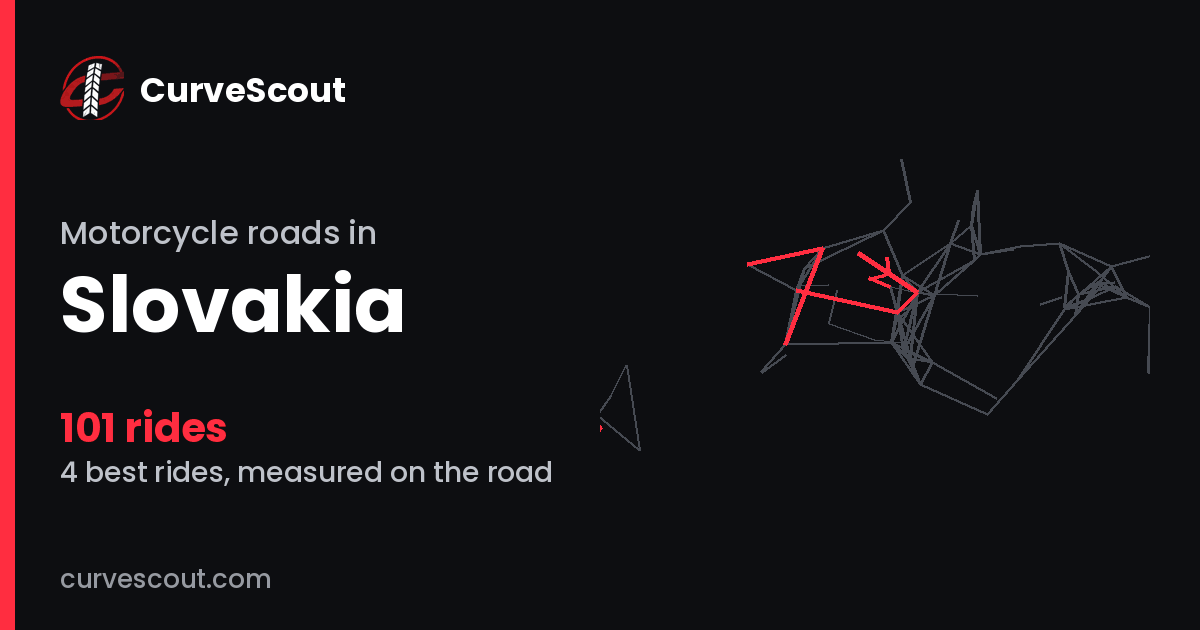 CurveScout
Motorcycle roads in
Slovakia
101 rides
4 best rides, measured on the road
curvescout.com